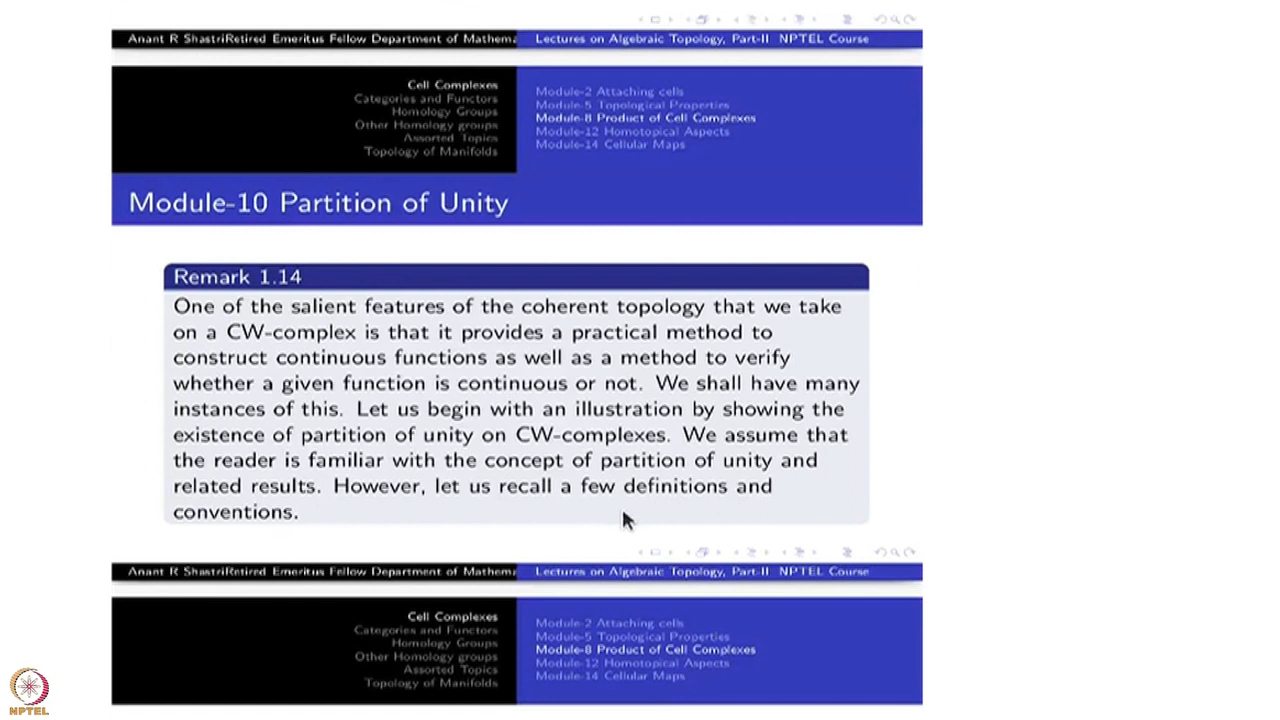 Anant R ShastriRetired Emeritus Fellow Department of Mathema
Lectures on Algebraic Topology, Part-II NPTEL Course
Cell Complexes
Categories and Functors
Homology Groups
Other Homology groups
Assorted Topics
Topology of Manifolds
Module-2 Attaching cells
Module-5 Topological Properties
Module-8 Product of Cell Complexes
Module-12 Homotopical Aspects
Module-14 Cellular Maps
Module-10 Partition of Unity
Remark 1.14
One of the salient features of the coherent topology that we take
on a CW-complex is that it provides a practical method to
construct continuous functions as well as a method to verify
whether a given function is continuous or not. We shall have many
instances of this. Let us begin with an illustration by showing the
existence of partition of unity on CW-complexes. We assume that
the reader is familiar with the concept of partition of unity and
related results. However, let us recall a few definitions and
conventions.
Anant R ShastriRetired Emeritus Fellow Department of Mathema
Lectures on Algebraic Topology, Part-II NPTEL Course
Cell Complexes
Categories and Functors
Homology Groups
Other Homology groups
Assorted Topics
Topology of Manifolds
Module-2 Attaching cells
Module-5 Topological Properties
Module-8 Product of Cell Complexes
Module-12 Homotopical Aspects
Module-14 Cellular Maps
NPTEL